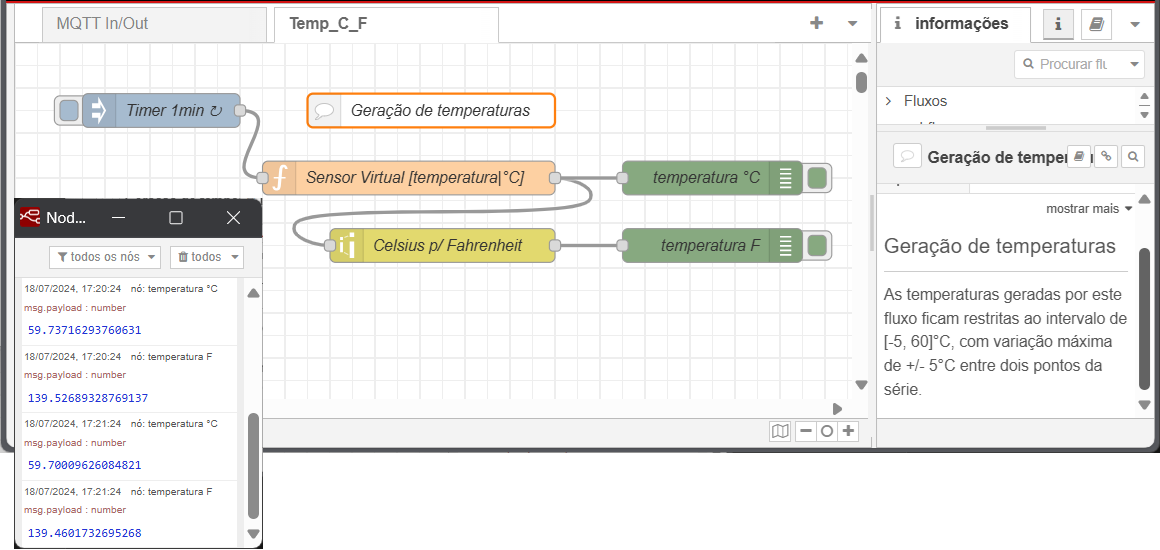 MQTT In/Out
Temp_C_F
Timer 1min ↻
Geração de temperaturas
Sensor Virtual [temperatura|°C]
temperatura °C
Celsius p/ Fahrenheit
temperatura F
Nod...
todos os nós
todos
18/07/2024, 17:20:24 nó: temperatura °C
msg.payload : number
59.73716293760631
18/07/2024, 17:20:24 nó: temperatura F
msg.payload : number
139.52689328769137
18/07/2024, 17:21:24 nó: temperatura °C
msg.payload : number
59.70009626084821
18/07/2024, 17:21:24 nó: temperatura F
msg.payload : number
139.4601732695268
i informações
i
Procurar flu
Fluxos
Geração de temper
mostrar mais
Geração de temperaturas
As temperaturas geradas por este
fluxo ficam restritas ao intervalo de
[-5, 60]°C, com variação máxima
de +/- 5°C entre dois pontos da
série.